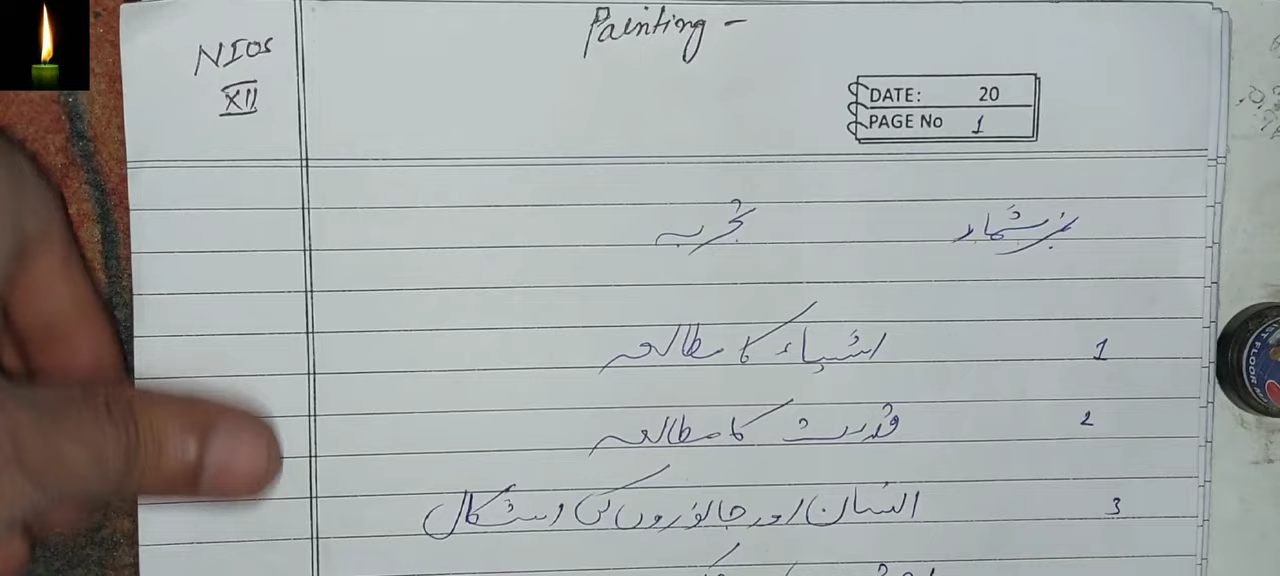 Painting -
NIOS
XII
DATE: 20
PAGE No 1
نمبر شمار تجربہ
1 اشیاء کا مطالعہ
2 قدرت کا مطالعہ
3 انسان اور جانوروں کی اشکال